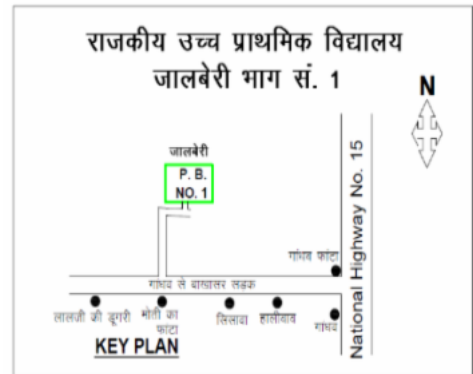 राजकीय उच्च प्राथमिक विद्यालय
जालबेरी भाग सं. 1
N
जालबेरी
P. B.
NO. 1
National Highway No. 15
गांधव फांटा
गांधव से बाखासर सड़क
लालजी की डूगरी
मोती का
फांटा
सिलावा
हालीवाव
गांधव
KEY PLAN